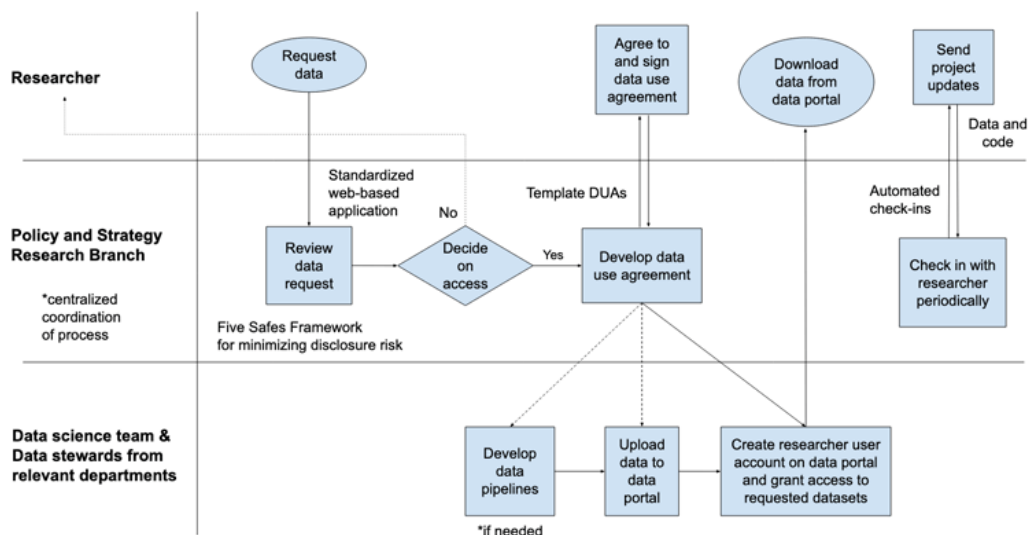 Researcher
Request
data
Agree to
and sign
data use
agreement
Download
data from
data portal
Send
project
updates
Data and
code
Policy and Strategy
Research Branch
*centralized
coordination
of process
Standardized
web-based
application
Review
data
request
No
Decide
on
access
Yes
Template DUAs
Develop data
use agreement
Automated
check-ins
Check in with
researcher
periodically
Five Safes Framework
for minimizing disclosure risk
Data science team &
Data stewards from
relevant departments
Develop
data
pipelines
*if needed
Upload
data to
data
portal
Create researcher user
account on data portal
and grant access to
requested datasets